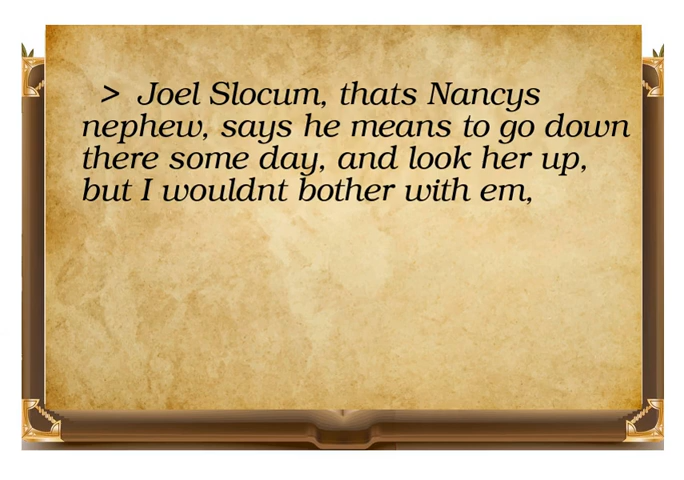 > Joel Slocum, thats Nancys
nephew, says he means to go down
there some day, and look her up,
but I wouldnt bother with em,